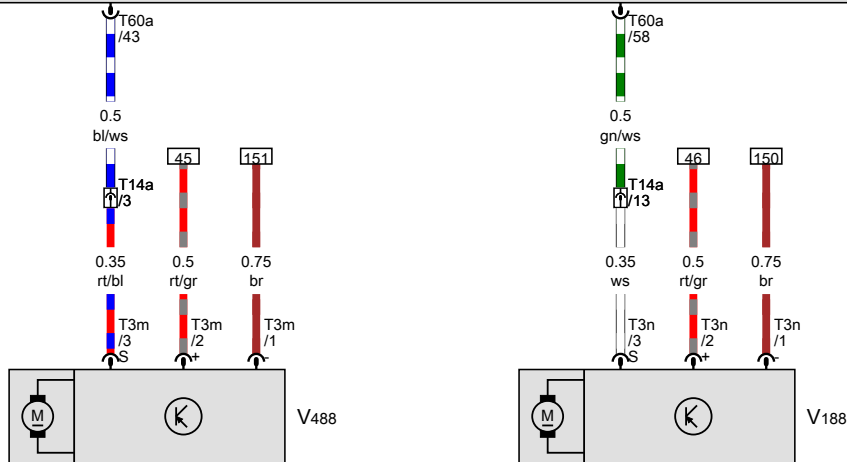 T60a
/43
T60a
/58
0.5
bl/ws
0.5
gn/ws
45
151
46
150
T14a
/3
T14a
/13
0.35
rt/bl
0.5
rt/gr
0.75
br
0.35
ws
0.5
rt/gr
0.75
br
T3m
/3
S
T3m
/2
+
T3m
/1
-
T3n
/3
S
T3n
/2
+
T3n
/1
-
M
V488
M
V188